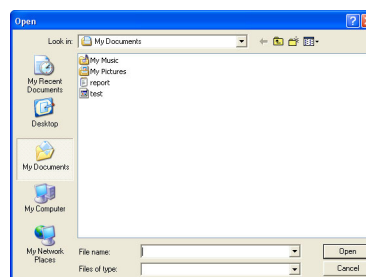 Open
Look in: My Documents
My Recent
Documents
Desktop
My Documents
My Computer
My Network
Places
My Music
My Pictures
report
test
File name:
Open
Files of type:
Cancel